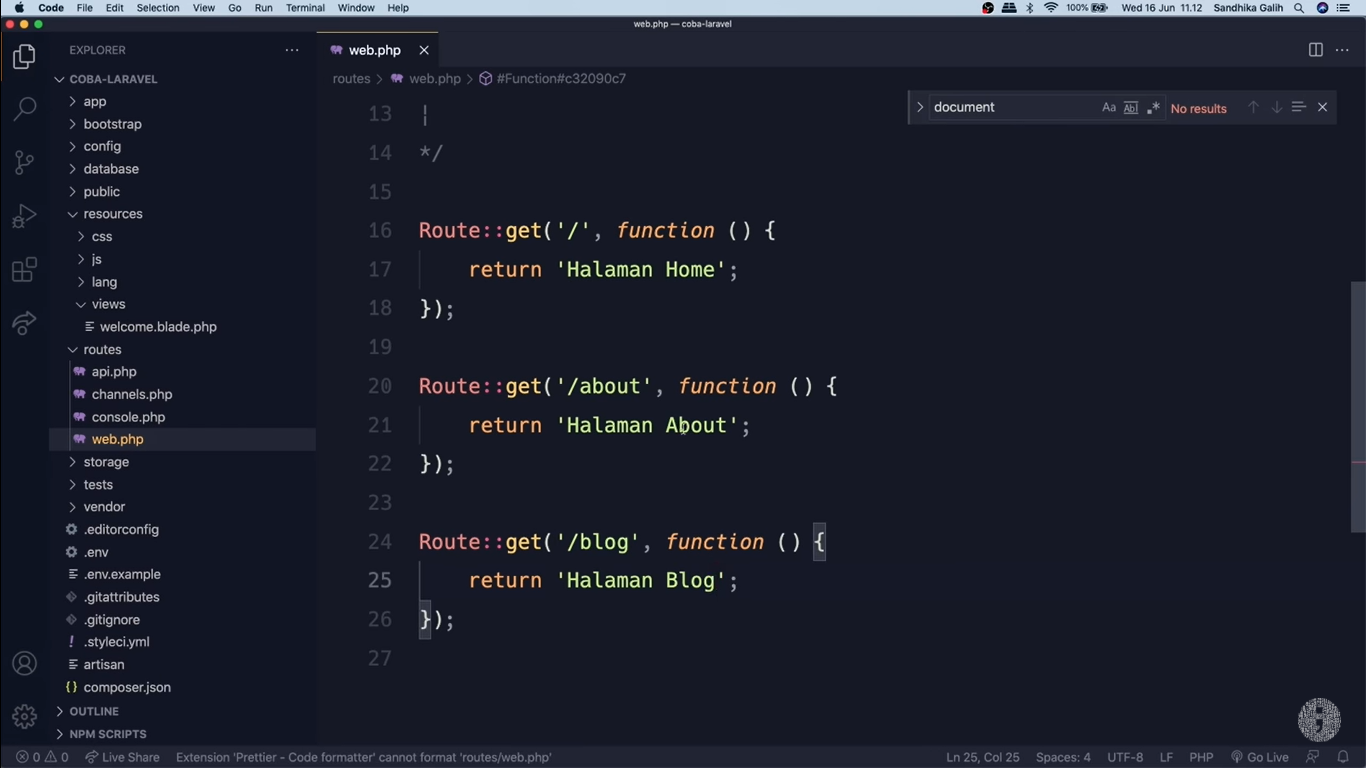 Code File Edit Selection View Go Run Terminal Window Help 100% Wed 16 Jun 11.12 Sandhika Galih
web.php — coba-laravel
EXPLORER
web.php
routes > web.php > #Function#c32090c7
document Aa Abl .* No results
COBA-LARAVEL
app
bootstrap
config
database
public
resources
css
js
lang
views
welcome.blade.php
routes
api.php
channels.php
console.php
web.php
storage
tests
vendor
.editorconfig
.env
.env.example
.gitattributes
.gitignore
.styleci.yml
artisan
composer.json
OUTLINE
NPM SCRIPTS
13 |
14 */
15
16 Route::get('/', function () {
17 return 'Halaman Home';
18 });
19
20 Route::get('/about', function () {
21 return 'Halaman About';
22 });
23
24 Route::get('/blog', function () {
25 return 'Halaman Blog';
26 });
27
0 0 Live Share Extension 'Prettier - Code formatter' cannot format 'routes/web.php' Ln 25, Col 25 Spaces: 4 UTF-8 LF PHP Go Live